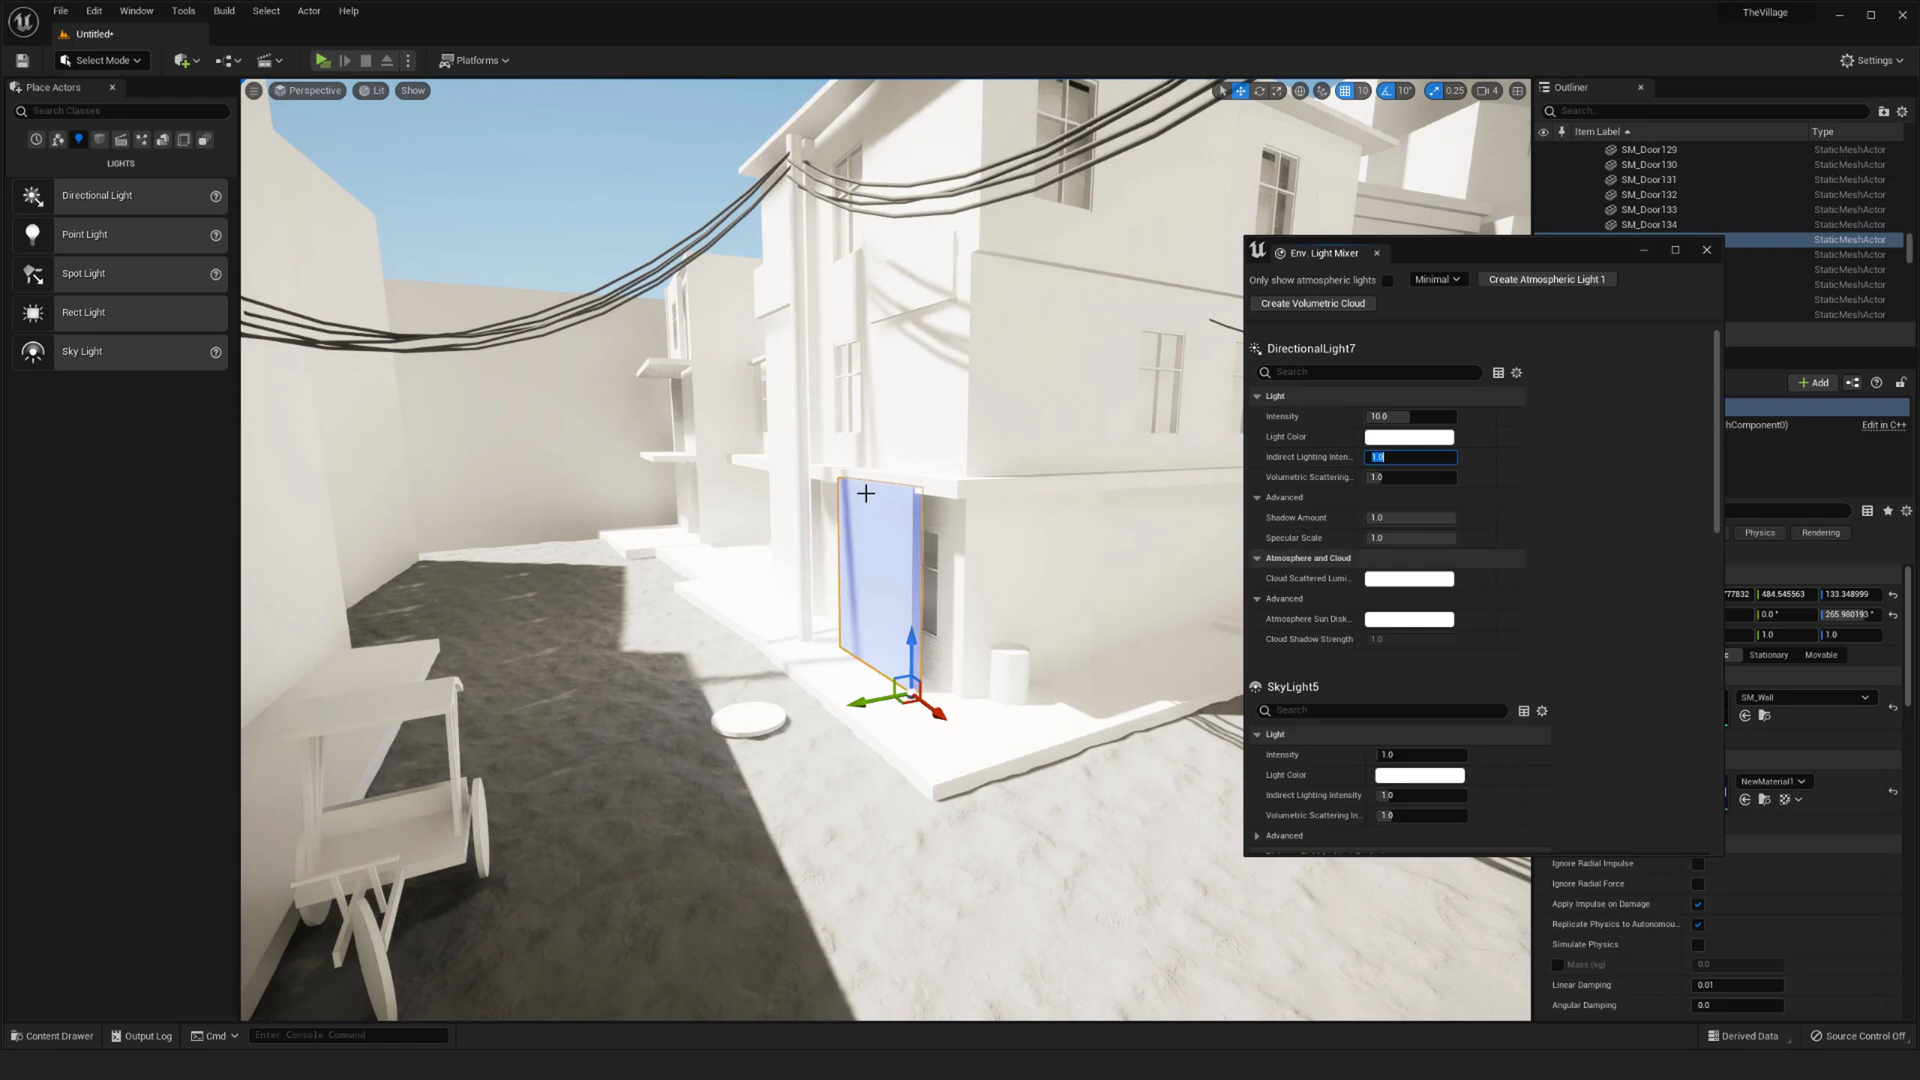 File Edit Window Tools Build Select Actor Help
TheVillage
Untitled*
Select Mode
Platforms
Settings
Place Actors
Search Classes
LIGHTS
Directional Light
Point Light
Spot Light
Rect Light
Sky Light
Perspective Lit Show
10 10° 0.25 4
Outliner
Search...
Item Label Type
SM_Door129 StaticMeshActor
SM_Door130 StaticMeshActor
SM_Door131 StaticMeshActor
SM_Door132 StaticMeshActor
SM_Door133 StaticMeshActor
SM_Door134 StaticMeshActor
StaticMeshActor
StaticMeshActor
StaticMeshActor
StaticMeshActor
StaticMeshActor
StaticMeshActor
Env. Light Mixer
Only show atmospheric lights Minimal Create Atmospheric Light 1
Create Volumetric Cloud
DirectionalLight7
Search
Light
Intensity 10.0
Light Color
Indirect Lighting Inten... 1.0
Volumetric Scattering... 1.0
Advanced
Shadow Amount 1.0
Specular Scale 1.0
Atmosphere and Cloud
Cloud Scattered Lumi...
Advanced
Atmosphere Sun Disk...
Cloud Shadow Strength 1.0
SkyLight5
Search
Light
Intensity 1.0
Light Color
Indirect Lighting Intensity 1.0
Volumetric Scattering In... 1.0
Advanced
Add
hComponent0) Edit in C++
Physics Rendering
77832 484.545563 133.348999
0.0° 265.980193°
1.0 1.0
c Stationary Movable
SM_Wall
NewMaterial1
Ignore Radial Impulse
Ignore Radial Force
Apply Impulse on Damage
Replicate Physics to Autonomou...
Simulate Physics
Mass (kg) 0.0
Linear Damping 0.01
Angular Damping 0.0
Content Drawer Output Log Cmd Enter Console Command
Derived Data Source Control Off